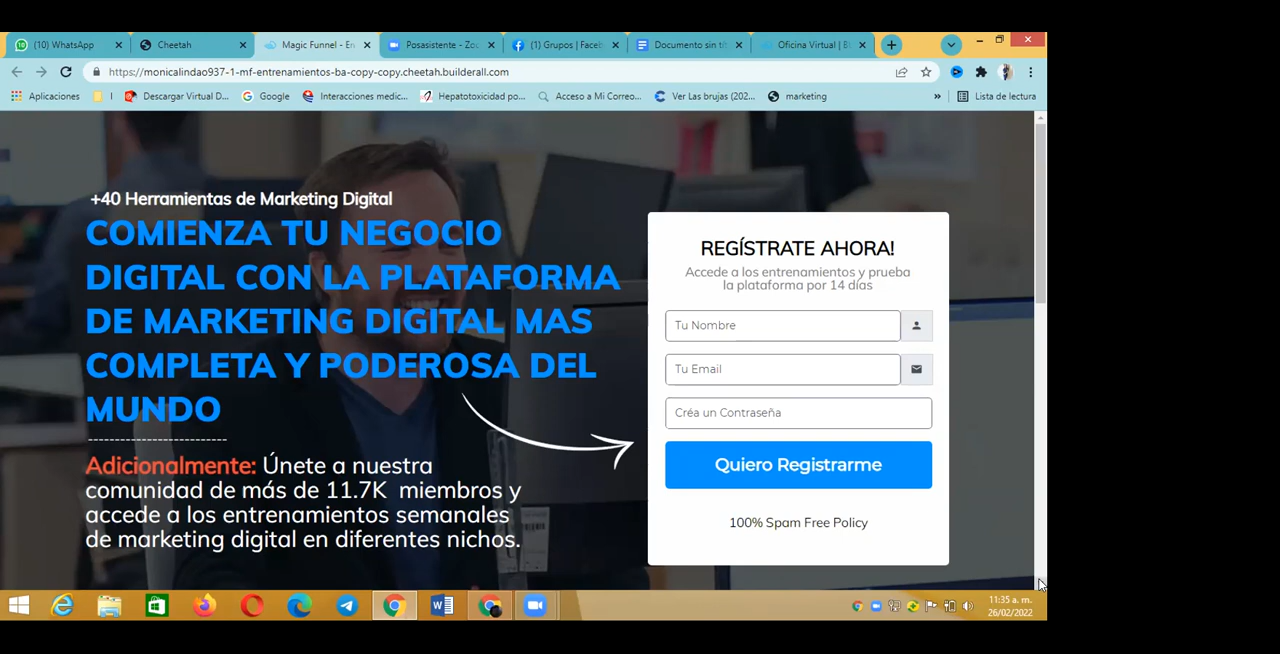 (10) WhatsApp
Cheetah
Magic Funnel - En
Posasistente - Zo
(1) Grupos | Faceb
Documento sin tí
Oficina Virtual | 8
https://monicalindao937-1-mf-entrenamientos-ba-copy-copy.cheetah.builderall.com
Aplicaciones
Descargar Virtual D...
Google
Interacciones medic...
Hepatotoxicidad po...
Acceso a Mi Correo...
Ver Las brujas (202...
marketing
»
Lista de lectura
+40 Herramientas de Marketing Digital
COMIENZA TU NEGOCIO
DIGITAL CON LA PLATAFORMA
DE MARKETING DIGITAL MAS
COMPLETA Y PODEROSA DEL
MUNDO
--------------------------
Adicionalmente: Únete a nuestra
comunidad de más de 11.7K miembros y
accede a los entrenamientos semanales
de marketing digital en diferentes nichos.
REGÍSTRATE AHORA!
Accede a los entrenamientos y prueba
la plataforma por 14 días
Tu Nombre
Tu Email
Créa un Contraseña
Quiero Registrarme
100% Spam Free Policy
11:35 a. m.
26/02/2022